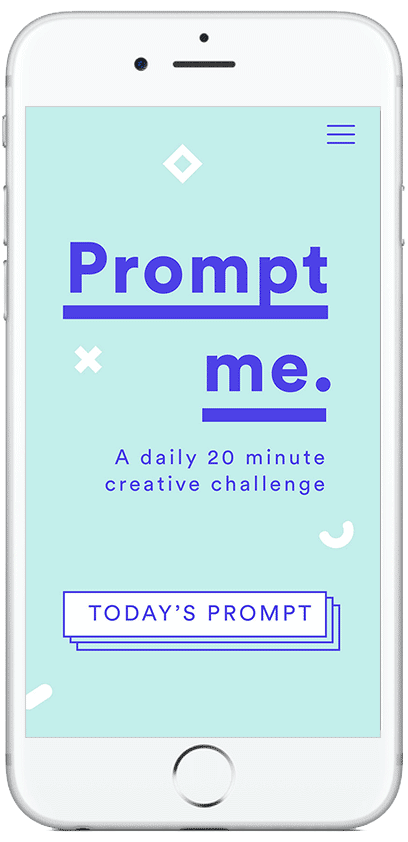 Prompt
me.
A daily 20 minute
creative challenge
TODAY’S PROMPT